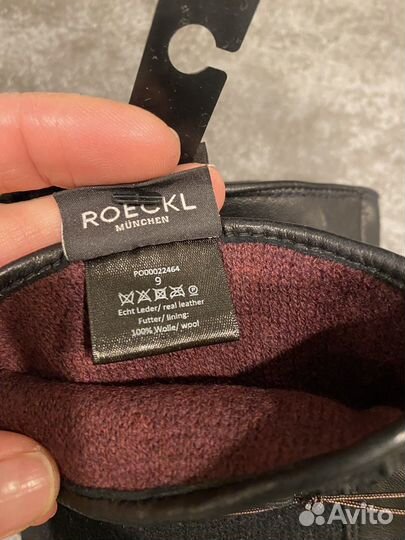 ROECKL
MÜNCHEN
PO00022464
9
Echt Leder/ real leather
Futter/ lining:
100% Wolle/ wool
Avito